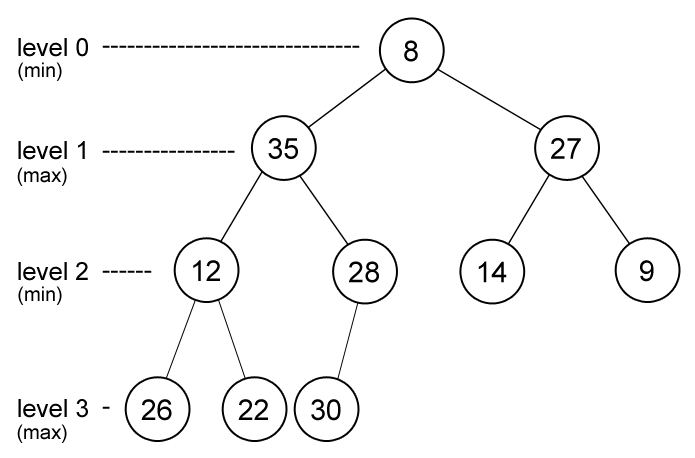 level 0
(min)
8
level 1
(max)
35
27
level 2
(min)
12
28
14
9
level 3
(max)
26
22
30